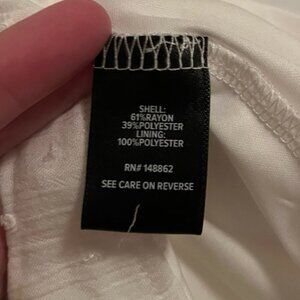 SHELL:
61%RAYON
39%POLYESTER
LINING:
100%POLYESTER
RN# 148862
SEE CARE ON REVERSE